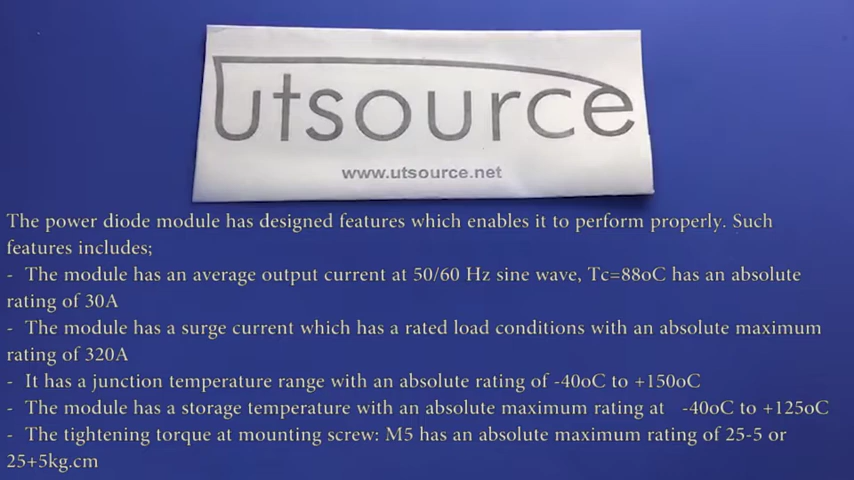 utsource
www.utsource.net
The power diode module has designed features which enables it to perform properly. Such
features includes;
- The module has an average output current at 50/60 Hz sine wave, Tc=88oC has an absolute
rating of 30A
- The module has a surge current which has a rated load conditions with an absolute maximum
rating of 320A
- It has a junction temperature range with an absolute rating of -40oC to +150oC
- The module has a storage temperature with an absolute maximum rating at -40oC to +125oC
- The tightening torque at mounting screw: M5 has an absolute maximum rating of 25-5 or
25+5kg.cm